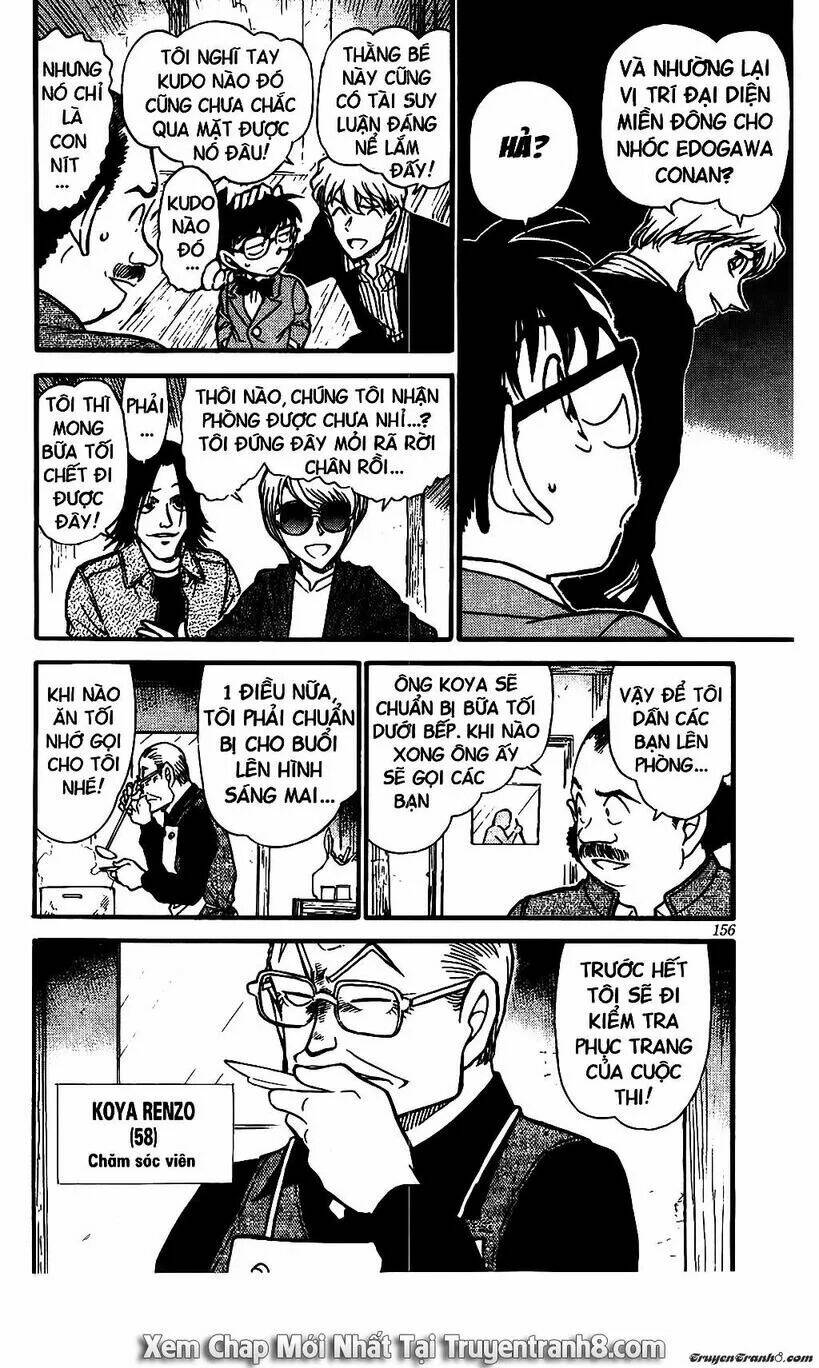 VÀ NHƯỜNG LẠI
VỊ TRÍ ĐẠI DIỆN
MIỀN ĐÔNG CHO
NHÓC EDOGAWA
CONAN?
HẢ?
THẰNG BÉ
NÀY CŨNG
CÓ TÀI SUY
LUẬN ĐÁNG
NỂ LẮM
ĐẤY!
TÔI NGHĨ TAY
KUDO NÀO ĐÓ
CŨNG CHƯA CHẮC
QUA MẶT ĐƯỢC
NÓ ĐÂU!
KUDO
NÀO
ĐÓ
...
NHƯNG
NÓ CHỈ
LÀ
CON
NÍT
...
THÔI NÀO, CHÚNG TÔI NHẬN
PHÒNG ĐƯỢC CHƯA NHỈ...?
TÔI ĐỨNG ĐÂY MỎI RÃ RỜI
CHÂN RỒI...
PHẢI
...
TÔI THÌ
MONG
BỮA TỐI
CHẾT ĐI
ĐƯỢC
ĐÂY!
VẬY ĐỂ TÔI
DẪN CÁC
BẠN LÊN
PHÒNG...
ÔNG KOYA SẼ
CHUẨN BỊ BỮA TỐI
DƯỚI BẾP. KHI NÀO
XONG ÔNG ẤY
SẼ GỌI CÁC
BẠN
1 ĐIỀU NỮA,
TÔI PHẢI CHUẨN
BỊ CHO BUỔI
LÊN HÌNH
SÁNG MAI...
KHI NÀO
ĂN TỐI
NHỚ GỌI
CHO TÔI
NHÉ!
156
TRƯỚC HẾT
TÔI SẼ ĐI
KIỂM TRA
PHỤC TRANG
CỦA CUỘC
THI!
KOYA RENZO
(58)
Chăm sóc viên
Xem Chap Mới Nhất Tại Truyentranh8.com
TruyenTranh8.com